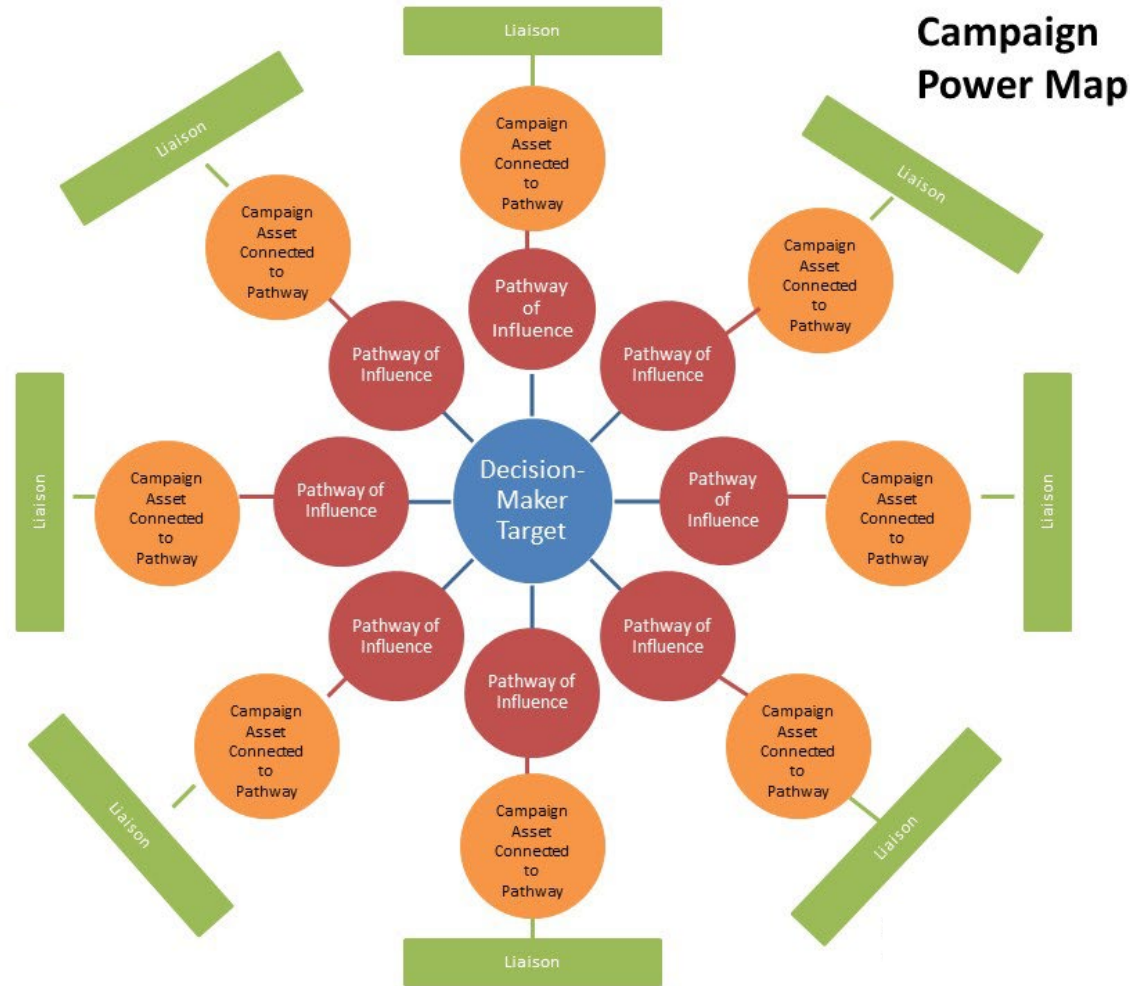 Campaign
Power Map
Liaison
Campaign
Asset
Connected
to
Pathway
Pathway
of
Influence
Liaison
Campaign
Asset
Connected
to
Pathway
Pathway of
Influence
Liaison
Campaign
Asset
Connected
to
Pathway
Pathway of
Influence
Liaison
Campaign
Asset
Connected
to
Pathway
Pathway of
Influence
Decision-
Maker
Target
Pathway
of
Influence
Campaign
Asset
Connected
to
Pathway
Liaison
Pathway of
Influence
Campaign
Asset
Connected
to
Pathway
Liaison
Pathway of
Influence
Campaign
Asset
Connected
to
Pathway
Liaison
Pathway of
Influence
Campaign
Asset
Connected
to
Pathway
Liaison